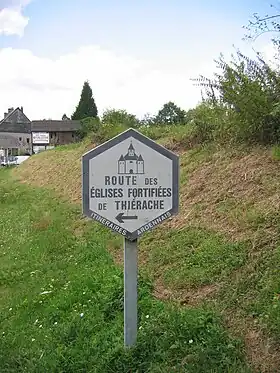 ROUTE DES
ÉGLISES FORTIFIÉES
DE THIÉRACHE
ITINÉRAIRES ARDENNAIS